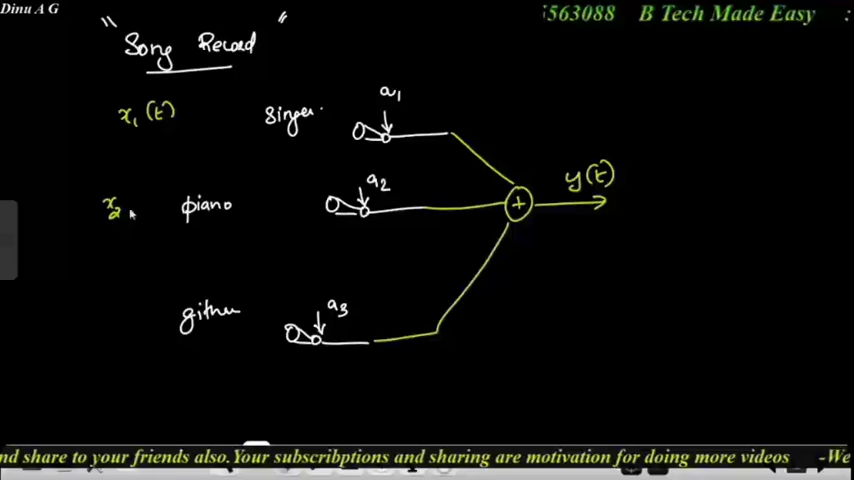 Dinu A G
563088 B Tech Made Easy :
"Song Record"
x₁(t) singer. a₁
x₂ piano a₂
y(t)
+
githu a₃
nd share to your friends also.Your subscribptions and sharing are motivation for doing more videos -We